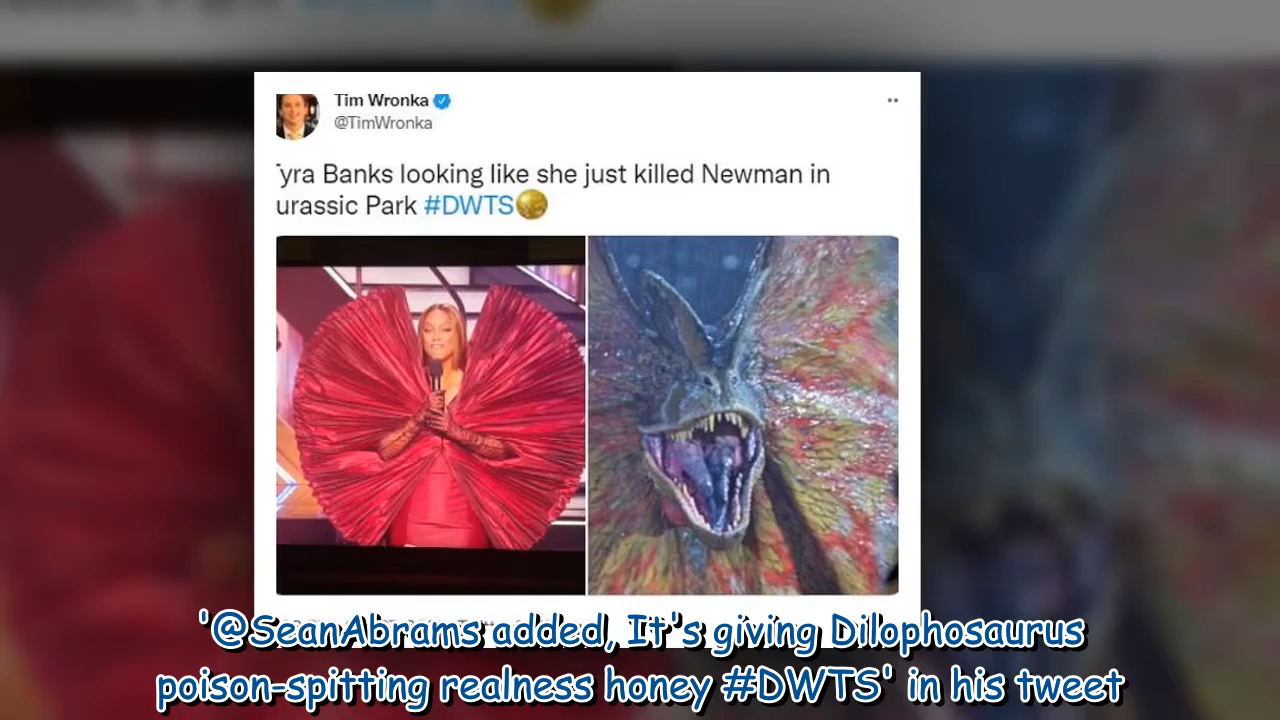 Tim Wronka
@TimWronka
yra Banks looking like she just killed Newman in
urassic Park #DWTS
'@SeanAbrams added, It's giving Dilophosaurus
poison-spitting realness honey #DWTS' in his tweet